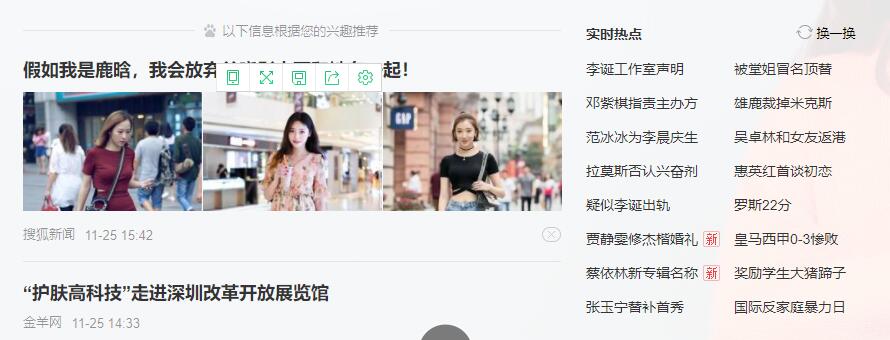 以下信息根据您的兴趣推荐
假如我是鹿晗，我会放弃 起！
GAP
搜狐新闻 11-25 15:42
“护肤高科技”走进深圳改革开放展览馆
金羊网 11-25 14:33
实时热点 换一换
李诞工作室声明 被堂姐冒名顶替
邓紫棋指责主办方 雄鹿裁掉米克斯
范冰冰为李晨庆生 吴卓林和女友返港
拉莫斯否认兴奋剂 惠英红首谈初恋
疑似李诞出轨 罗斯22分
贾静雯修杰楷婚礼 新 皇马西甲0-3惨败
蔡依林新专辑名称 新 奖励学生大猪蹄子
张玉宁替补首秀 国际反家庭暴力日